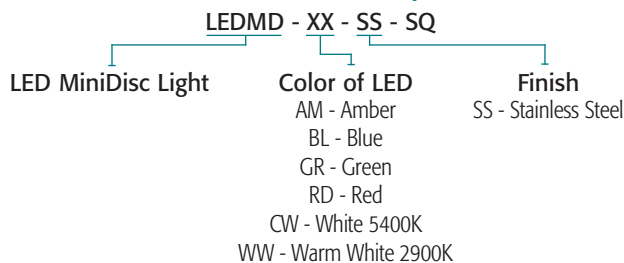 LEDMD - XX - SS - SQ
LED MiniDisc Light
Color of LED
AM - Amber
BL - Blue
GR - Green
RD - Red
CW - White 5400K
WW - Warm White 2900K
Finish
SS - Stainless Steel